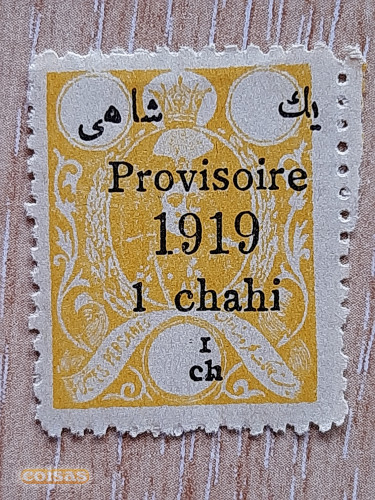 یك شاهی
Provisoire
1919
1 chahi
1
ch
POSTES PERSANES
coisas